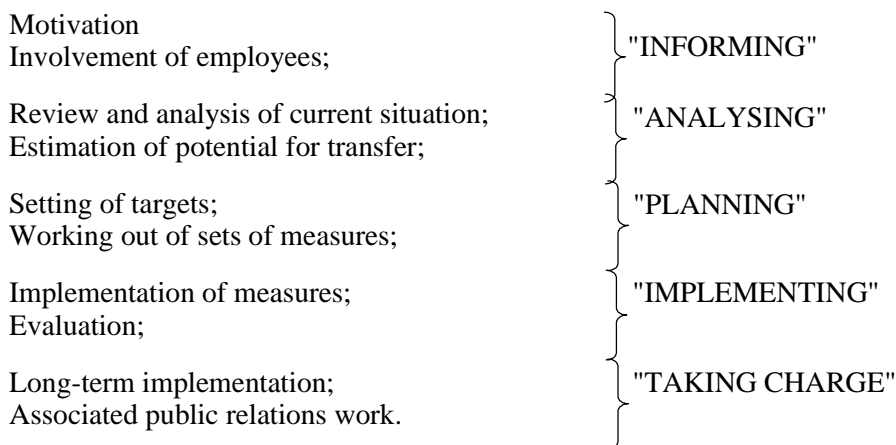 Motivation
Involvement of employees;
"INFORMING"
Review and analysis of current situation;
Estimation of potential for transfer;
"ANALYSING"
Setting of targets;
Working out of sets of measures;
"PLANNING"
Implementation of measures;
Evaluation;
"IMPLEMENTING"
Long-term implementation;
Associated public relations work.
"TAKING CHARGE"